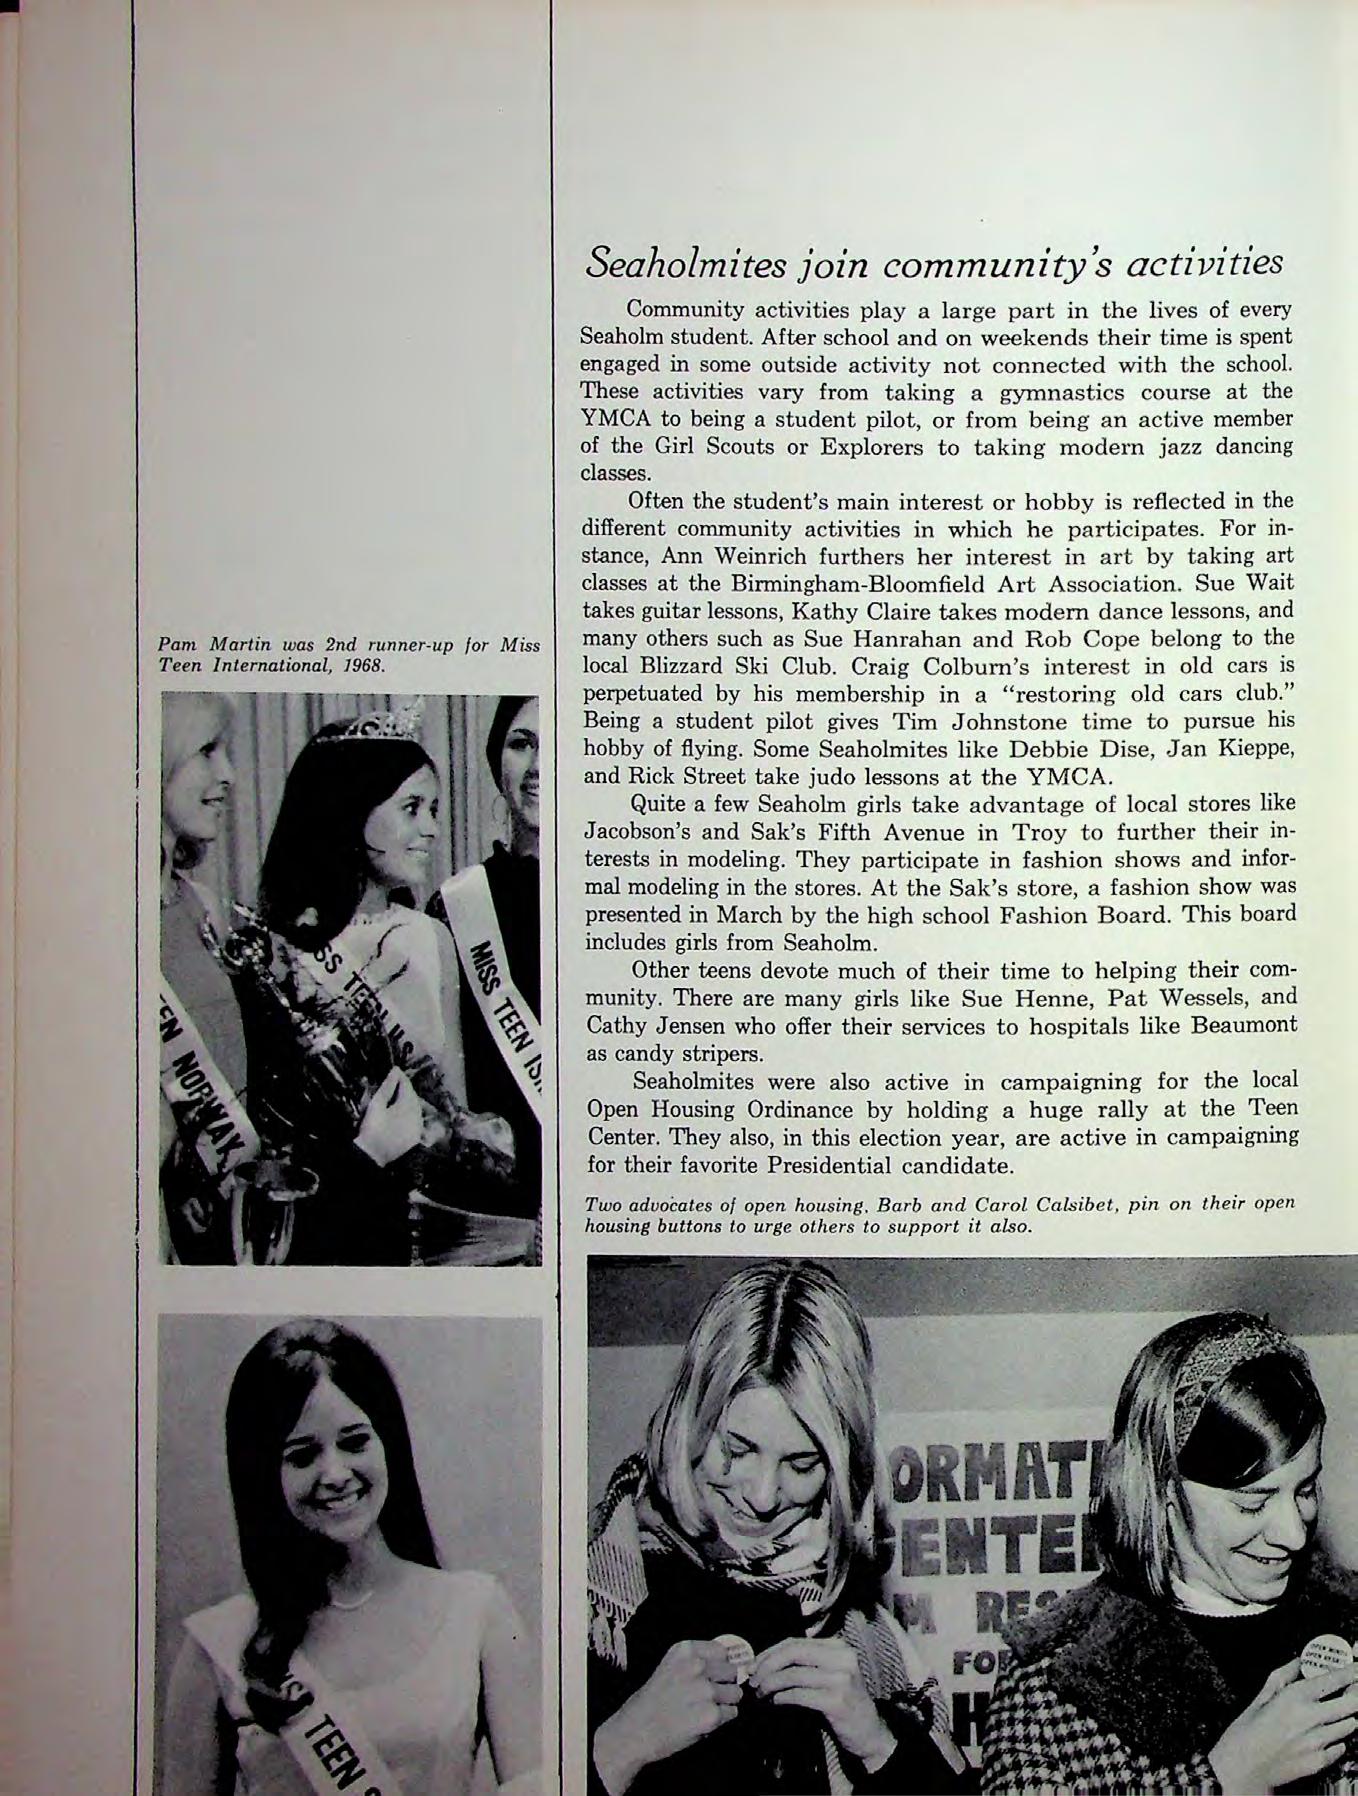 Seaholmites join community's activities
Community activities play a large part in the lives of every
Seaholm student. After school and on weekends their time is spent
engaged in some outside activity not connected with the school.
These activities vary from taking a gymnastics course at the
YMCA to being a student pilot, or from being an active member
of the Girl Scouts or Explorers to taking modern jazz dancing
classes.
Often the student's main interest or hobby is reflected in the
different community activities in which he participates. For in-
stance, Ann Weinrich furthers her interest in art by taking art
classes at the Birmingham-Bloomfield Art Association. Sue Wait
takes guitar lessons, Kathy Claire takes modern dance lessons, and
many others such as Sue Hanrahan and Rob Cope belong to the
local Blizzard Ski Club. Craig Colburn's interest in old cars is
perpetuated by his membership in a "restoring old cars club."
Being a student pilot gives Tim Johnstone time to pursue his
hobby of flying. Some Seaholmites like Debbie Dise, Jan Kieppe,
and Rick Street take judo lessons at the YMCA.
Quite a few Seaholm girls take advantage of local stores like
Jacobson's and Sak's Fifth Avenue in Troy to further their in-
terests in modeling. They participate in fashion shows and infor-
mal modeling in the stores. At the Sak's store, a fashion show was
presented in March by the high school Fashion Board. This board
includes girls from Seaholm.
Other teens devote much of their time to helping their com-
munity. There are many girls like Sue Henne, Pat Wessels, and
Cathy Jensen who offer their services to hospitals like Beaumont
as candy stripers.
Seaholmites were also active in campaigning for the local
Open Housing Ordinance by holding a huge rally at the Teen
Center. They also, in this election year, are active in campaigning
for their favorite Presidential candidate.
Two advocates of open housing, Barb and Carol Calsibet, pin on their open
housing buttons to urge others to support it also.
Pam Martin was 2nd runner-up for Miss
Teen International, 1968.
EEN NORWAY
SS TEEN
MISS TEEN IS
TEEN
ORMATI
ENTE
M RES
FO
H
OPEN MINDS